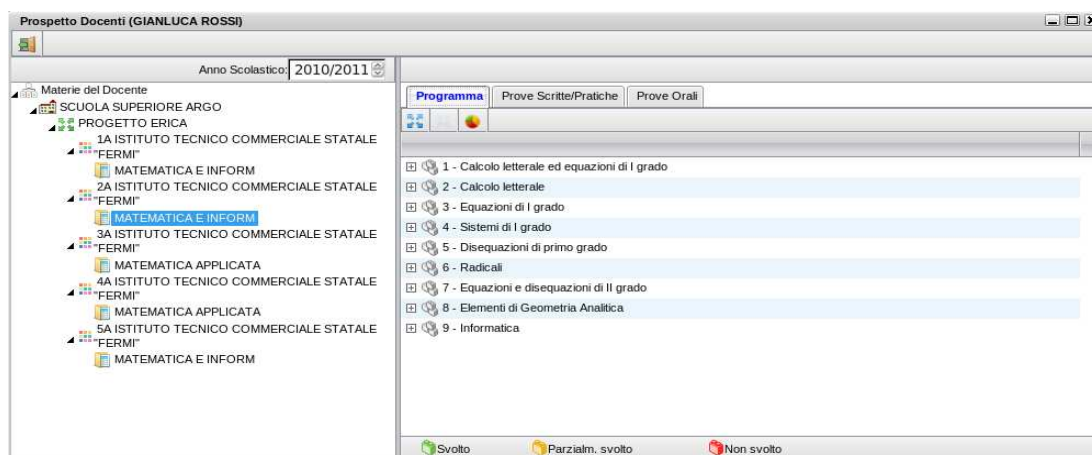 Prospetto Docenti (GIANLUCA ROSSI)
Anno Scolastico: 2010/2011
Materie del Docente
SCUOLA SUPERIORE ARGO
PROGETTO ERICA
1A ISTITUTO TECNICO COMMERCIALE STATALE
"FERMI"
MATEMATICA E INFORM
2A ISTITUTO TECNICO COMMERCIALE STATALE
"FERMI"
MATEMATICA E INFORM
3A ISTITUTO TECNICO COMMERCIALE STATALE
"FERMI"
MATEMATICA APPLICATA
4A ISTITUTO TECNICO COMMERCIALE STATALE
"FERMI"
MATEMATICA APPLICATA
5A ISTITUTO TECNICO COMMERCIALE STATALE
"FERMI"
MATEMATICA E INFORM
Programma Prove Scritte/Pratiche Prove Orali
1 - Calcolo letterale ed equazioni di I grado
2 - Calcolo letterale
3 - Equazioni di I grado
4 - Sistemi di I grado
5 - Disequazioni di primo grado
6 - Radicali
7 - Equazioni e disequazioni di II grado
8 - Elementi di Geometria Analitica
9 - Informatica
Svolto Parzialm. svolto Non svolto